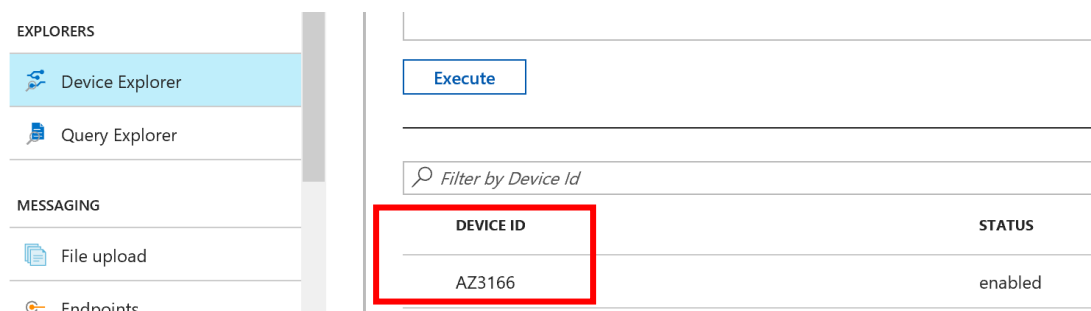 EXPLORERS
Device Explorer
Query Explorer
MESSAGING
File upload
Endpoints
Execute
Filter by Device Id
DEVICE ID STATUS
AZ3166 enabled